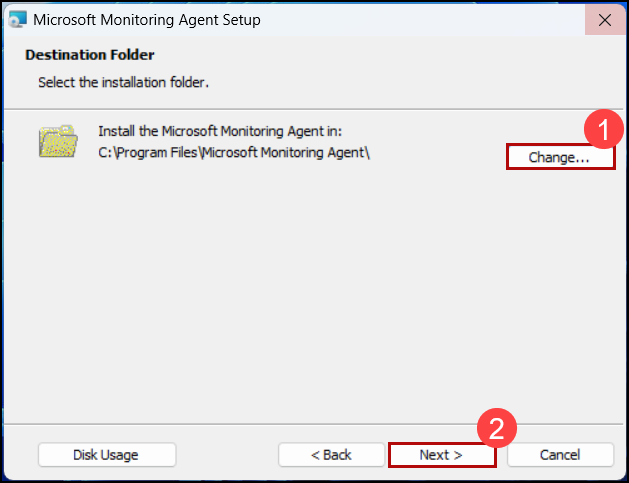 Microsoft Monitoring Agent Setup
Destination Folder
Select the installation folder.
Install the Microsoft Monitoring Agent in:
C:\Program Files\Microsoft Monitoring Agent\
1
Change...
2
Disk Usage < Back Next > Cancel